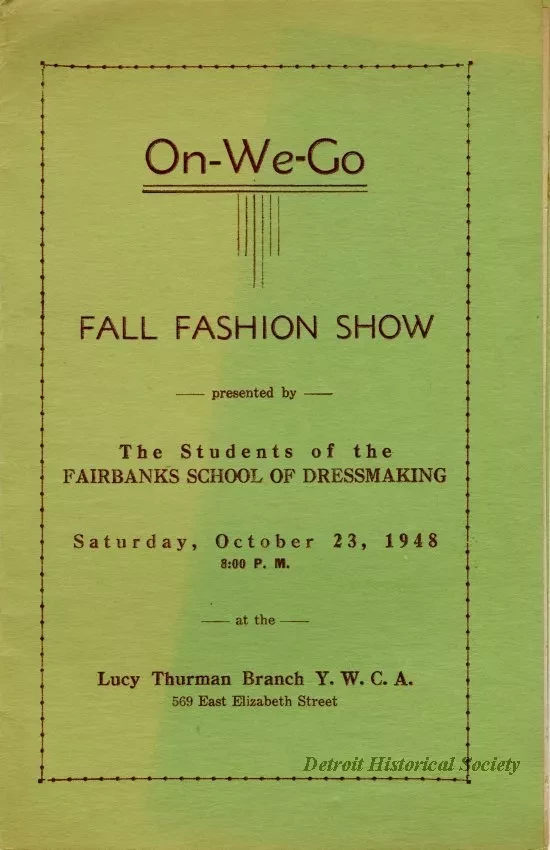 On-We-Go
FALL FASHION SHOW
presented by
The Students of the
FAIRBANKS SCHOOL OF DRESSMAKING
Saturday, October 23, 1948
8:00 P. M.
at the
Lucy Thurman Branch Y. W. C. A.
569 East Elizabeth Street
Detroit Historical Society